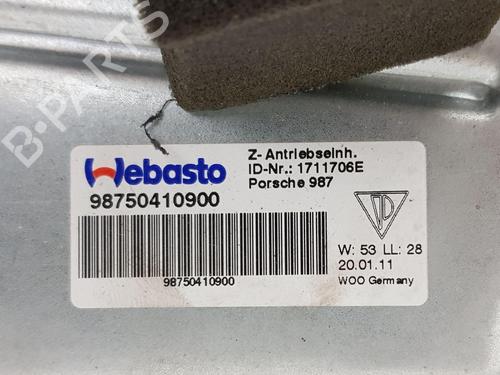 B-PARTS
Webasto
98750410900
Z-Antriebseinh.
ID-Nr.: 1711706E
Porsche 987
98750410900
W: 53 LL: 28
20.01.11
WOO Germany